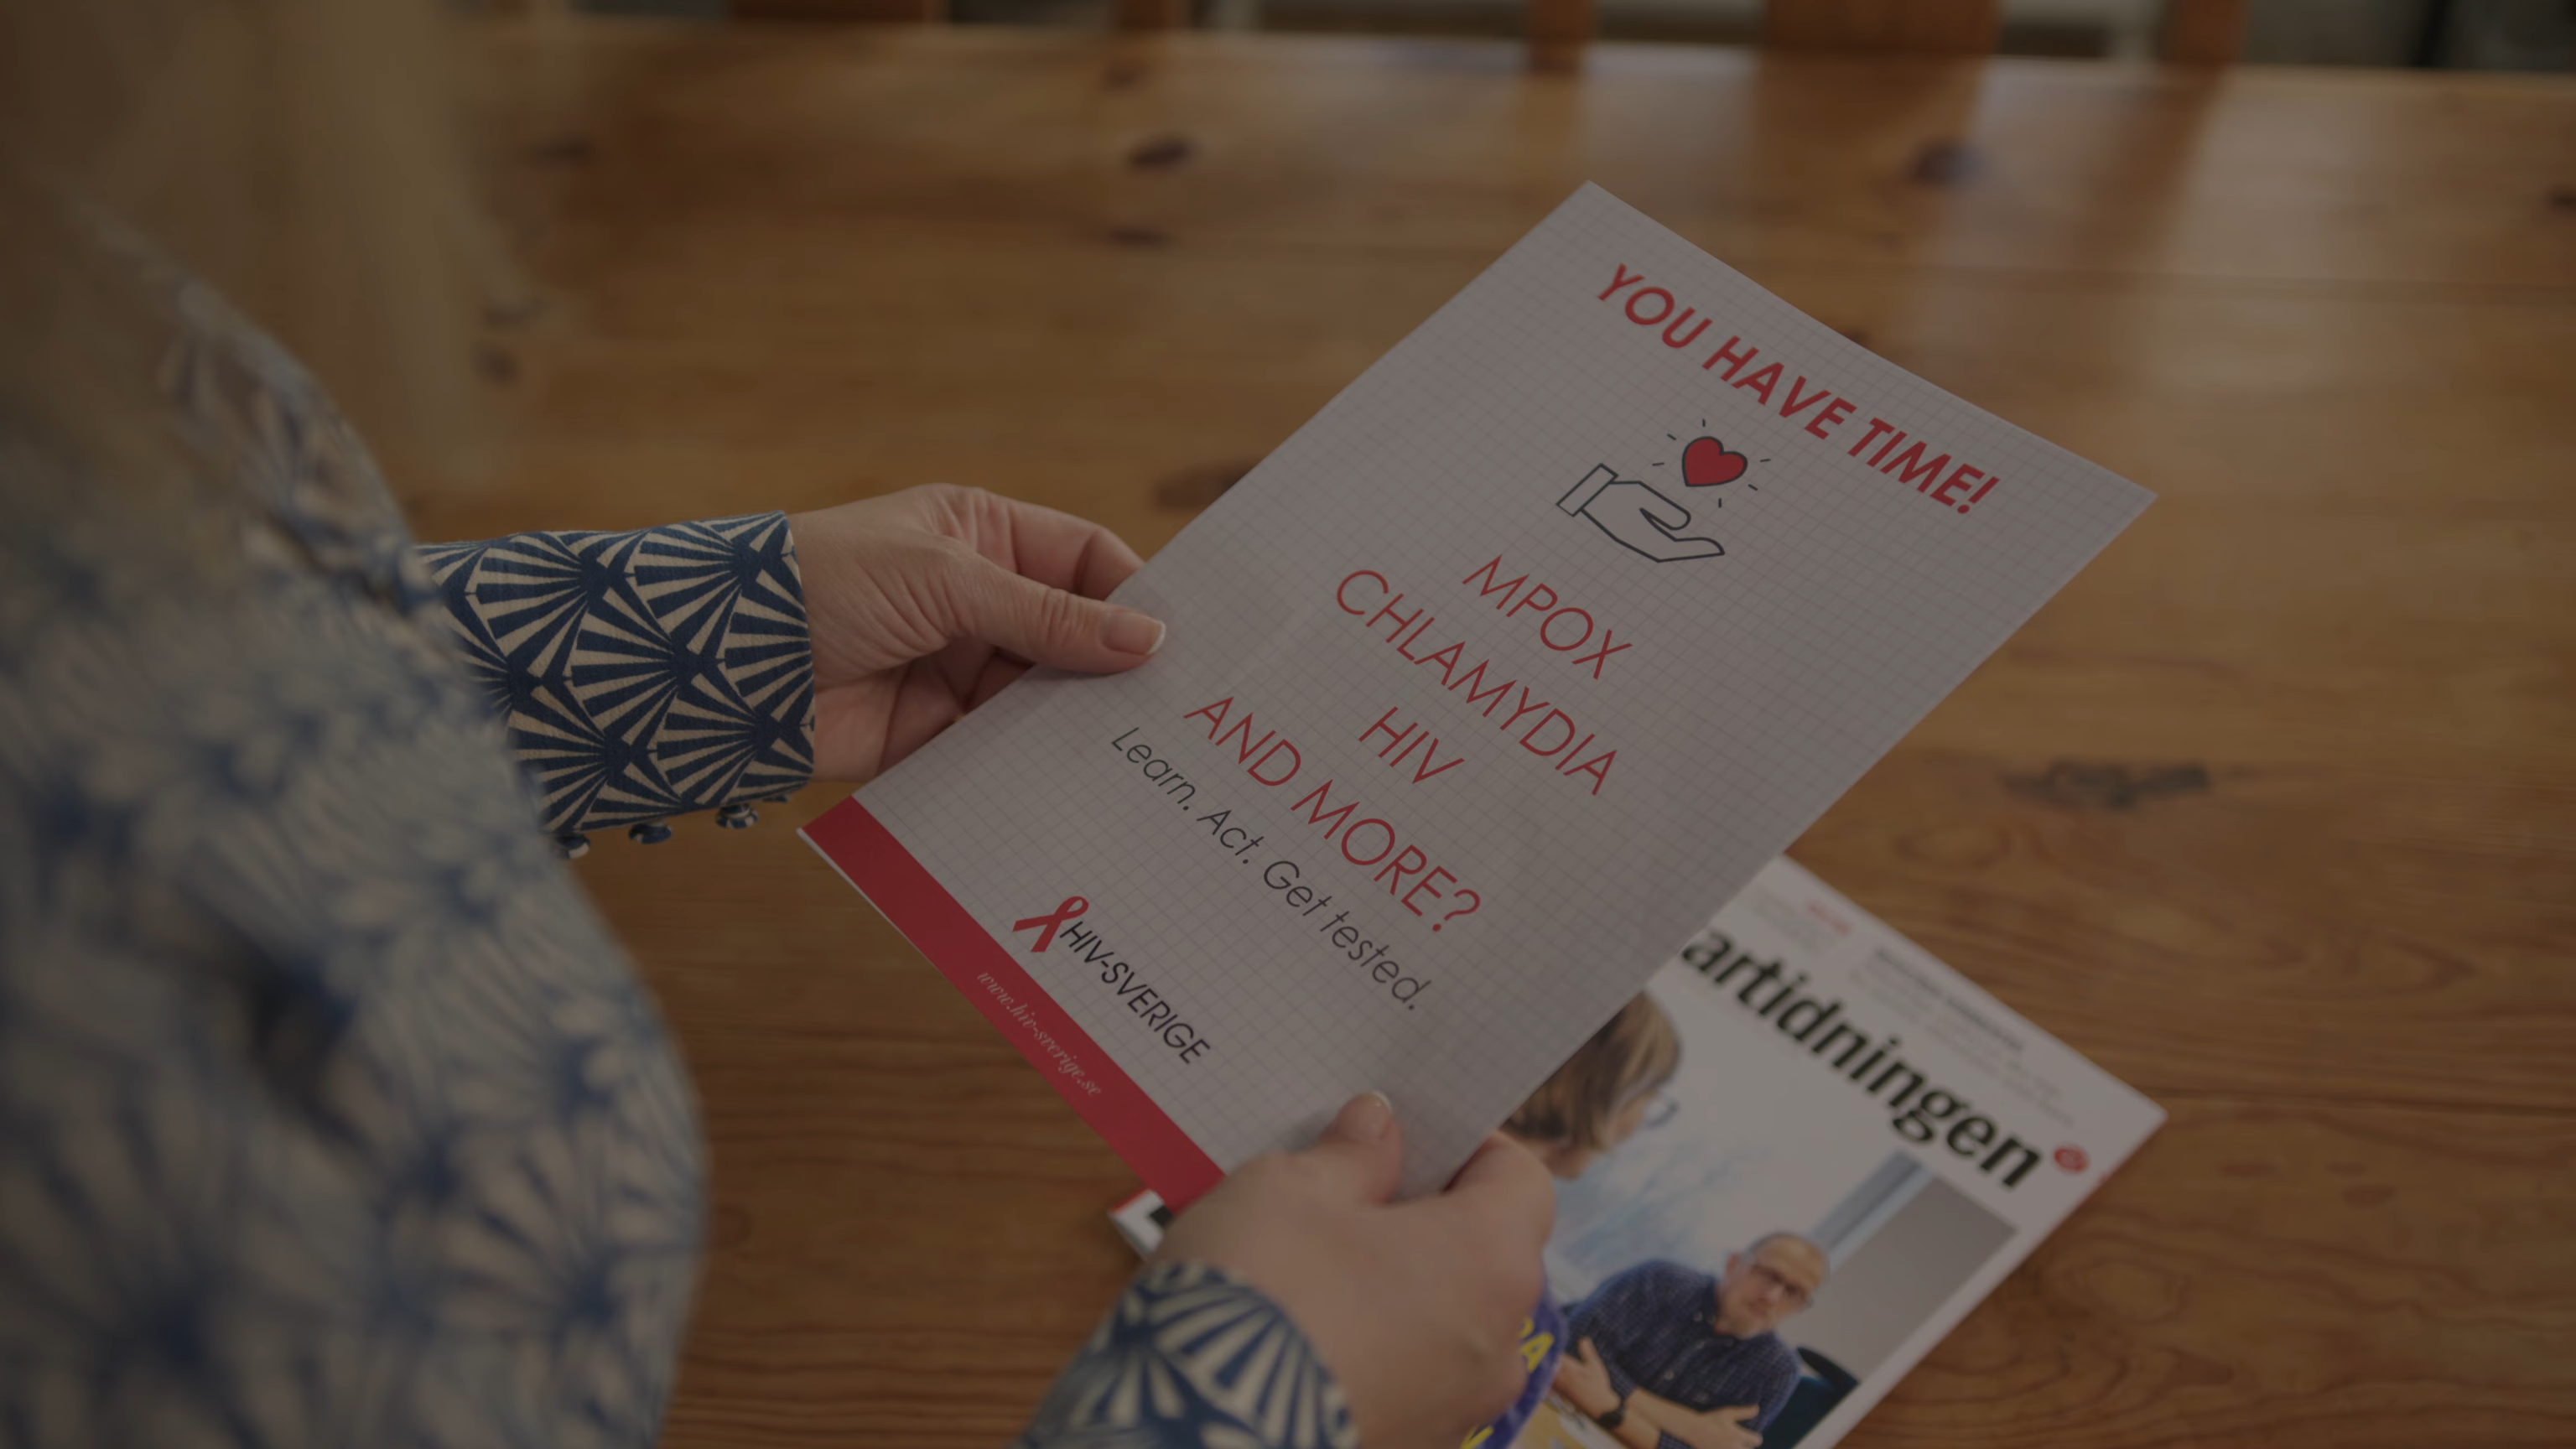 YOU HAVE TIME!
MPOX
CHLAMYDIA
HIV
AND MORE?
Learn. Act. Get tested.
HIV-SVERIGE
www.hiv-sverige.se
artidningen